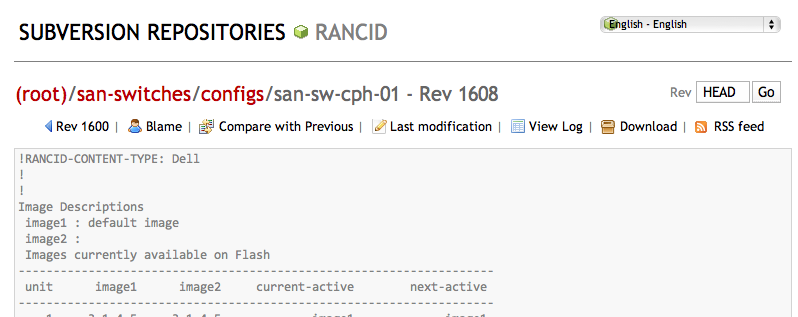 SUBVERSION REPOSITORIES RANCID
English - English
(root)/san-switches/configs/san-sw-cph-01 - Rev 1608
Rev HEAD Go
Rev 1600 | Blame | Compare with Previous | Last modification | View Log | Download | RSS feed
!RANCID-CONTENT-TYPE: Dell
!
!
Image Descriptions
image1 : default image
image2 :
Images currently available on Flash
--------------------------------------------------------------------
unit image1 image2 current-active next-active
--------------------------------------------------------------------